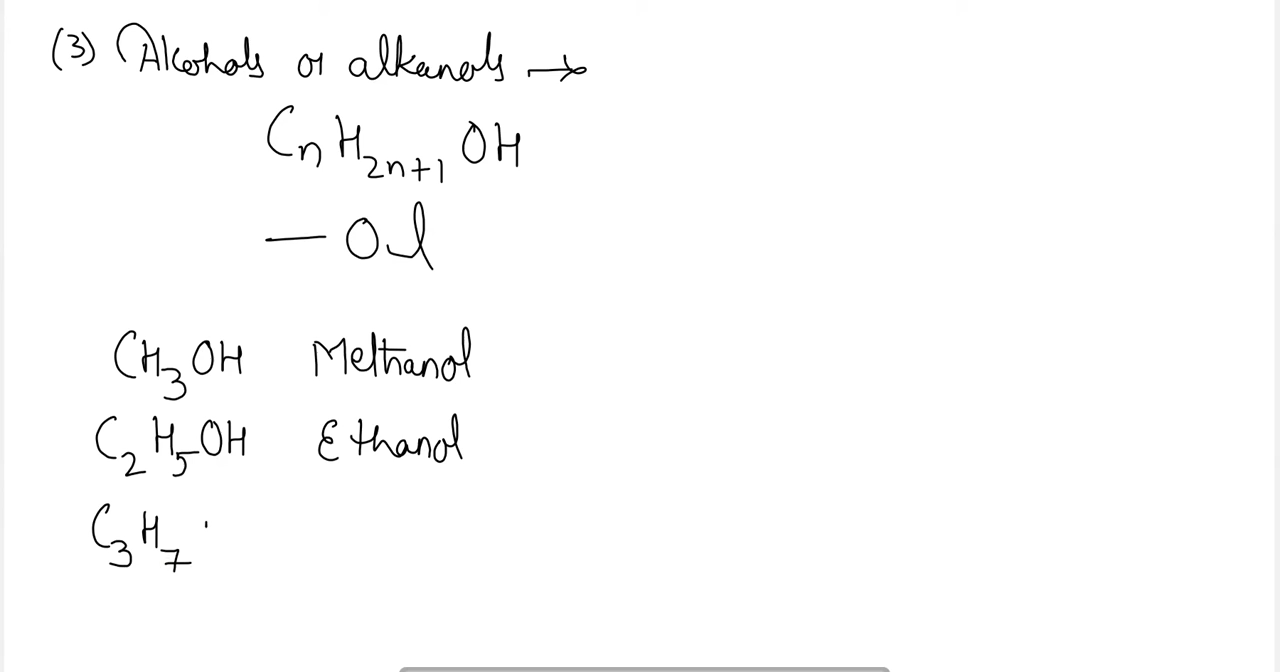 (3) Alcohols or alkanols →
CnH2n+1OH
— Ol
CH3OH Methanol
C2H5OH Ethanol
C3H7